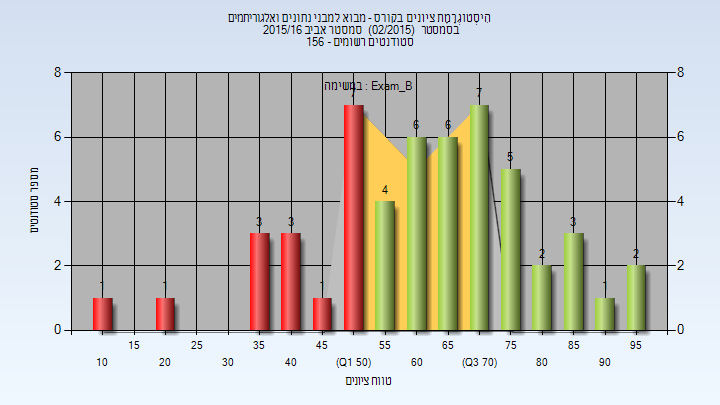 היסטוגרמת ציונים בקורס - מבוא למבני נתונים ואלגוריתמים
בסמסטר (02/2015) סמסטר אביב 2015/16
סטודנטים רשומים - 156
במשימה : Exam_B
8 8
6 6
4 4
2 2
0 0
מספר סטודנטים
1 1 3 3 1 7 4 6 6 7 5 2 3 1 2
15 25 35 45 55 65 75 85 95
10 20 30 40 (Q1 50) 60 (Q3 70) 80 90
טווח ציונים